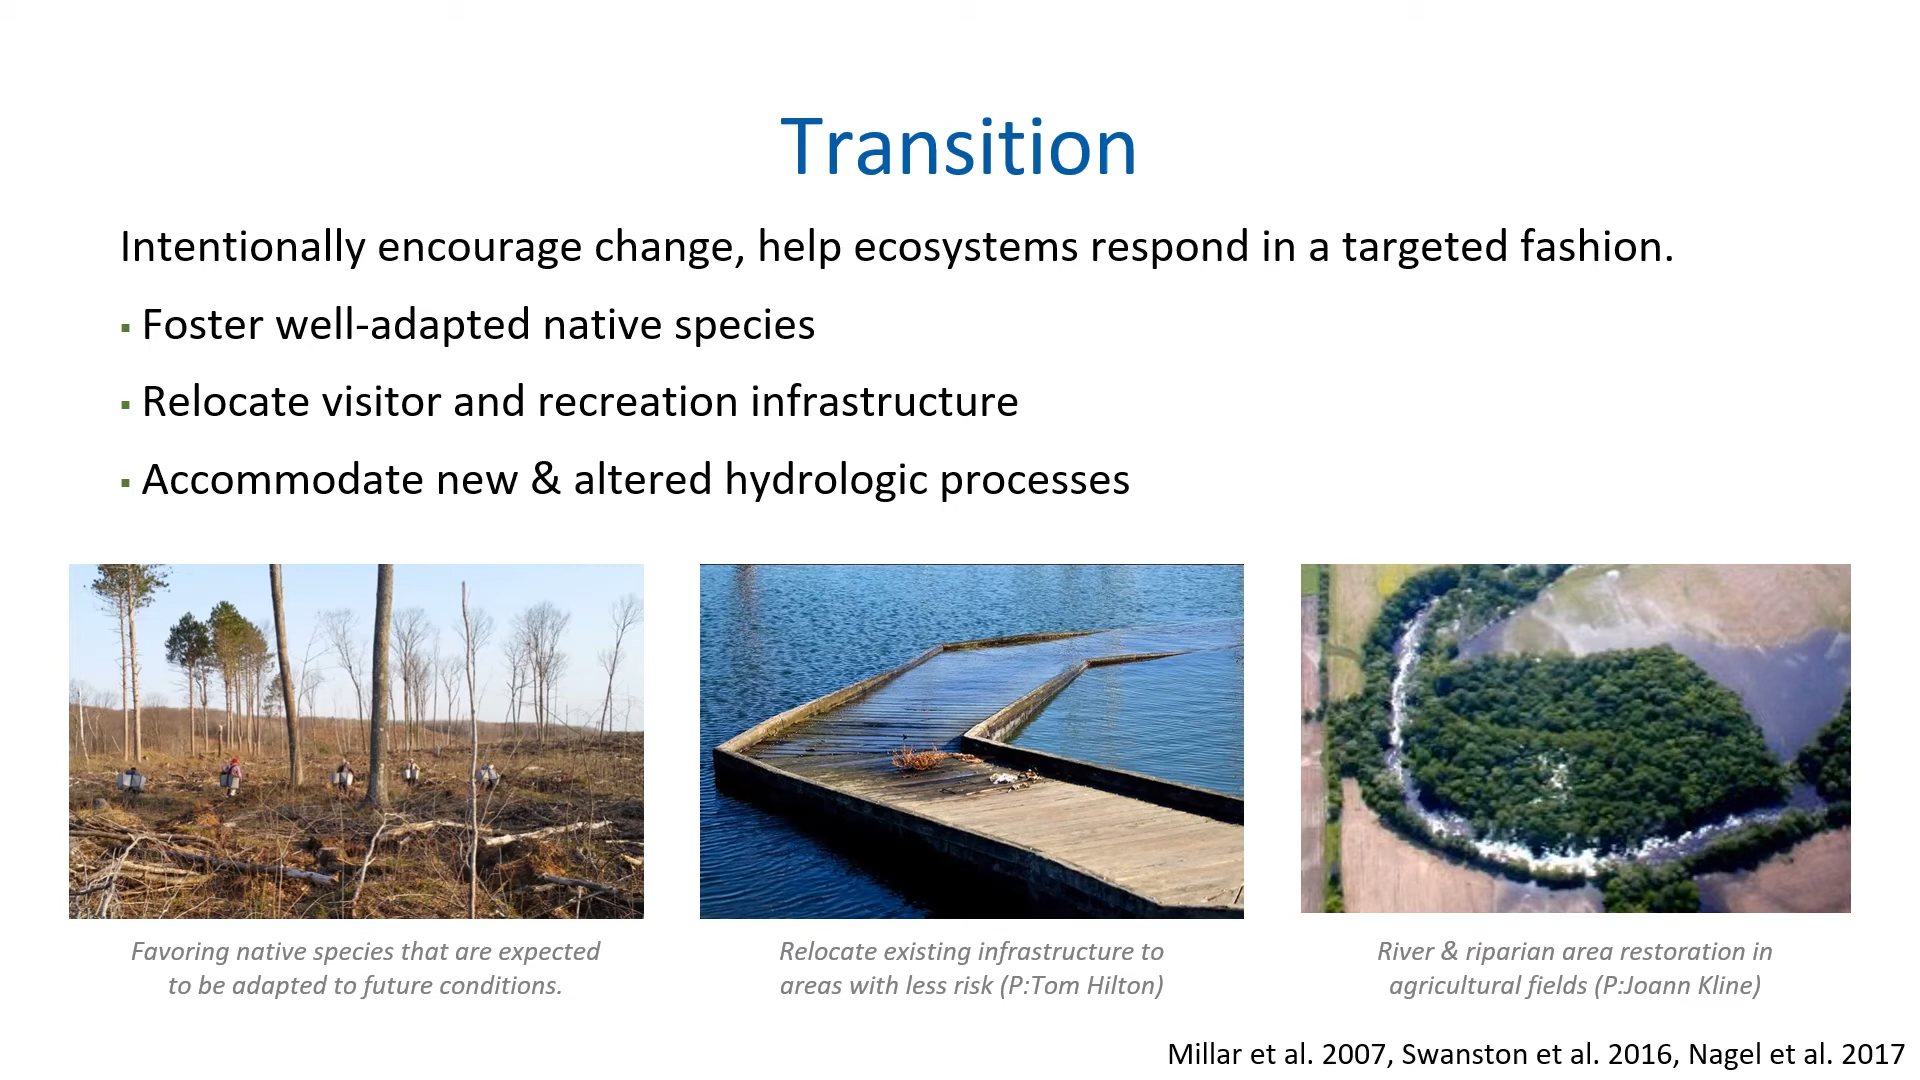 Transition
Intentionally encourage change, help ecosystems respond in a targeted fashion.
▪ Foster well-adapted native species
▪ Relocate visitor and recreation infrastructure
▪ Accommodate new & altered hydrologic processes
Favoring native species that are expected
to be adapted to future conditions.
Relocate existing infrastructure to
areas with less risk (P:Tom Hilton)
River & riparian area restoration in
agricultural fields (P:Joann Kline)
Millar et al. 2007, Swanston et al. 2016, Nagel et al. 2017